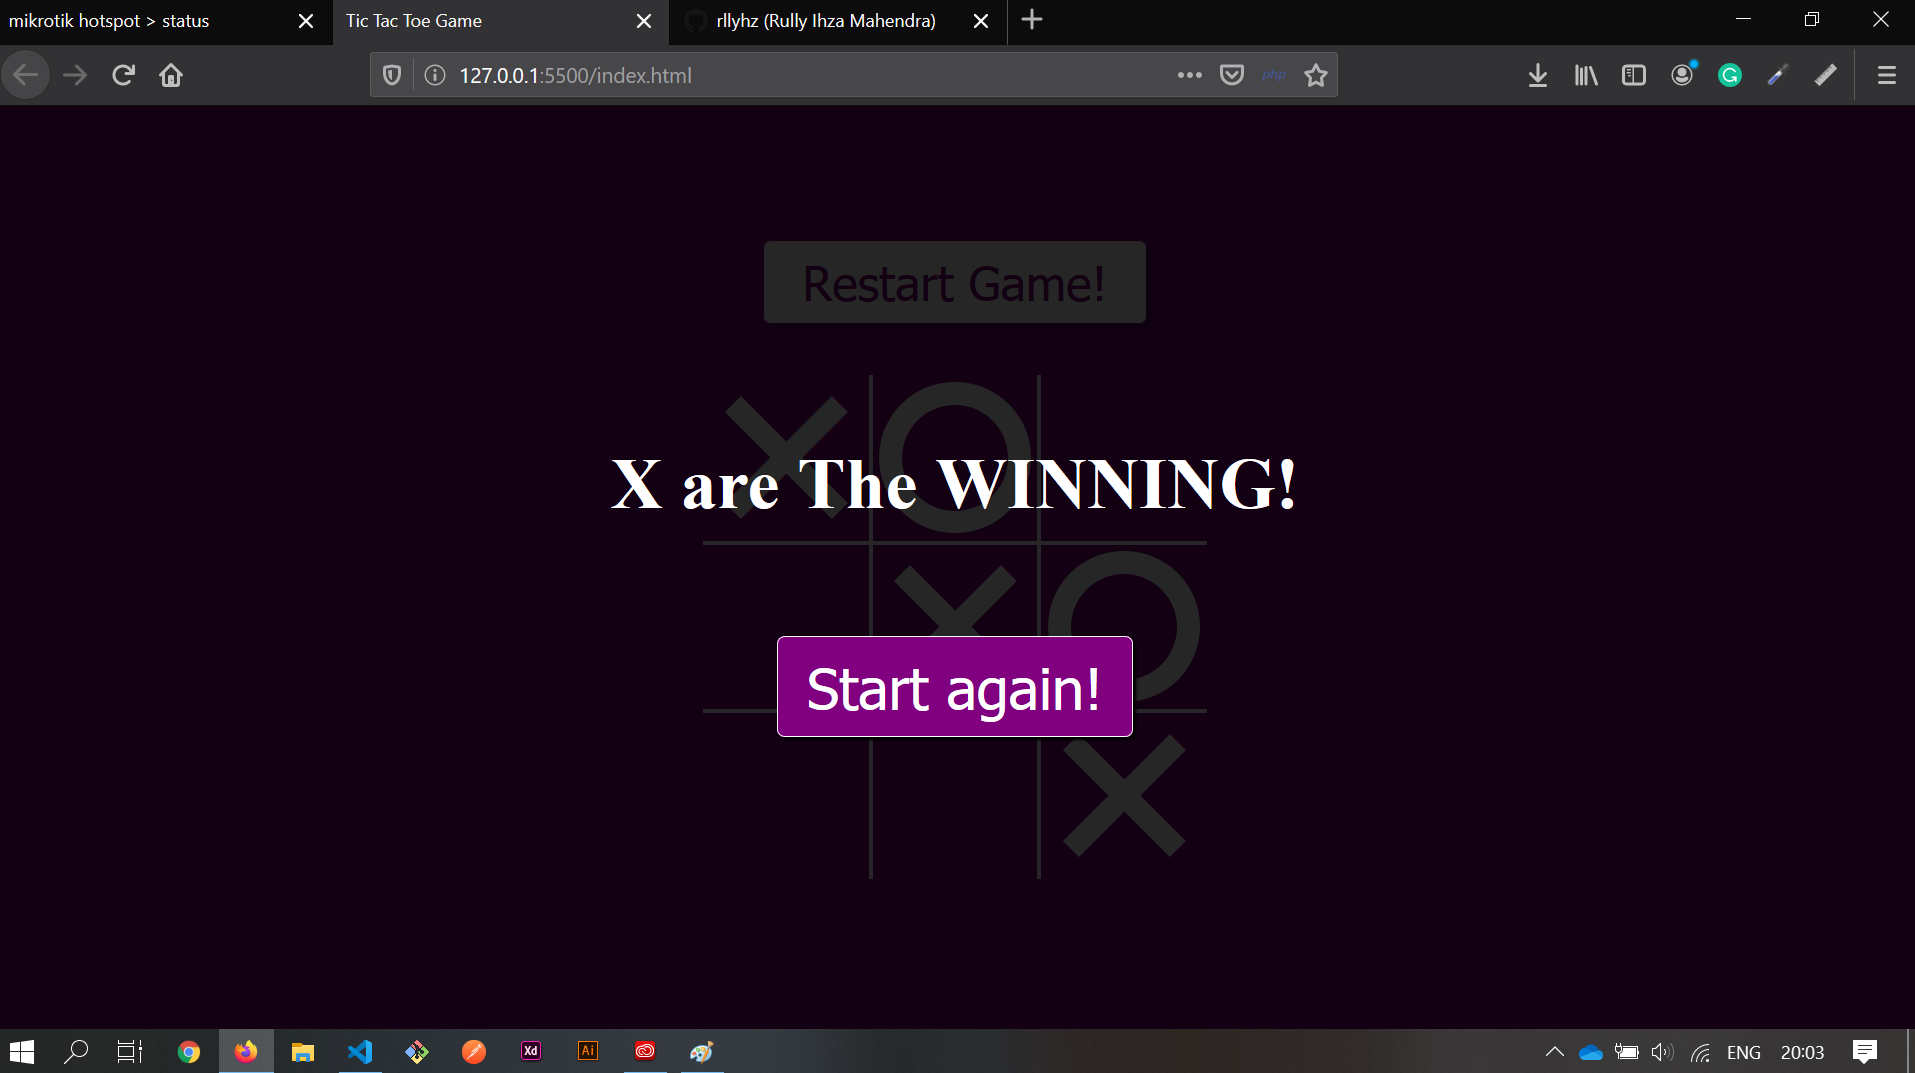 mikrotik hotspot > status
Tic Tac Toe Game
rllyhz (Rully Ihza Mahendra)
127.0.0.1:5500/index.html
php
Restart Game!
X are The WINNING!
Start again!
Xd
Ai
ENG
20:03